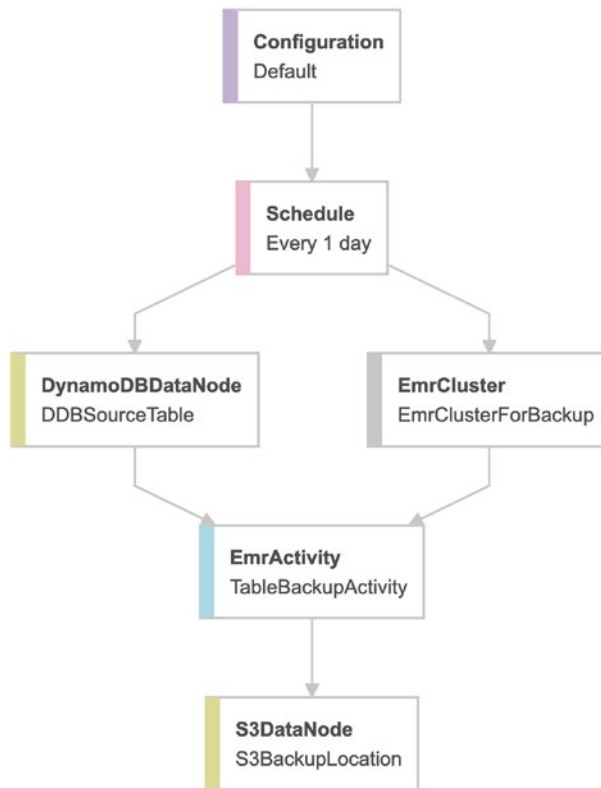 Configuration
Default
Schedule
Every 1 day
DynamoDBDataNode
DDBSourceTable
EmrCluster
EmrClusterForBackup
EmrActivity
TableBackupActivity
S3DataNode
S3BackupLocation